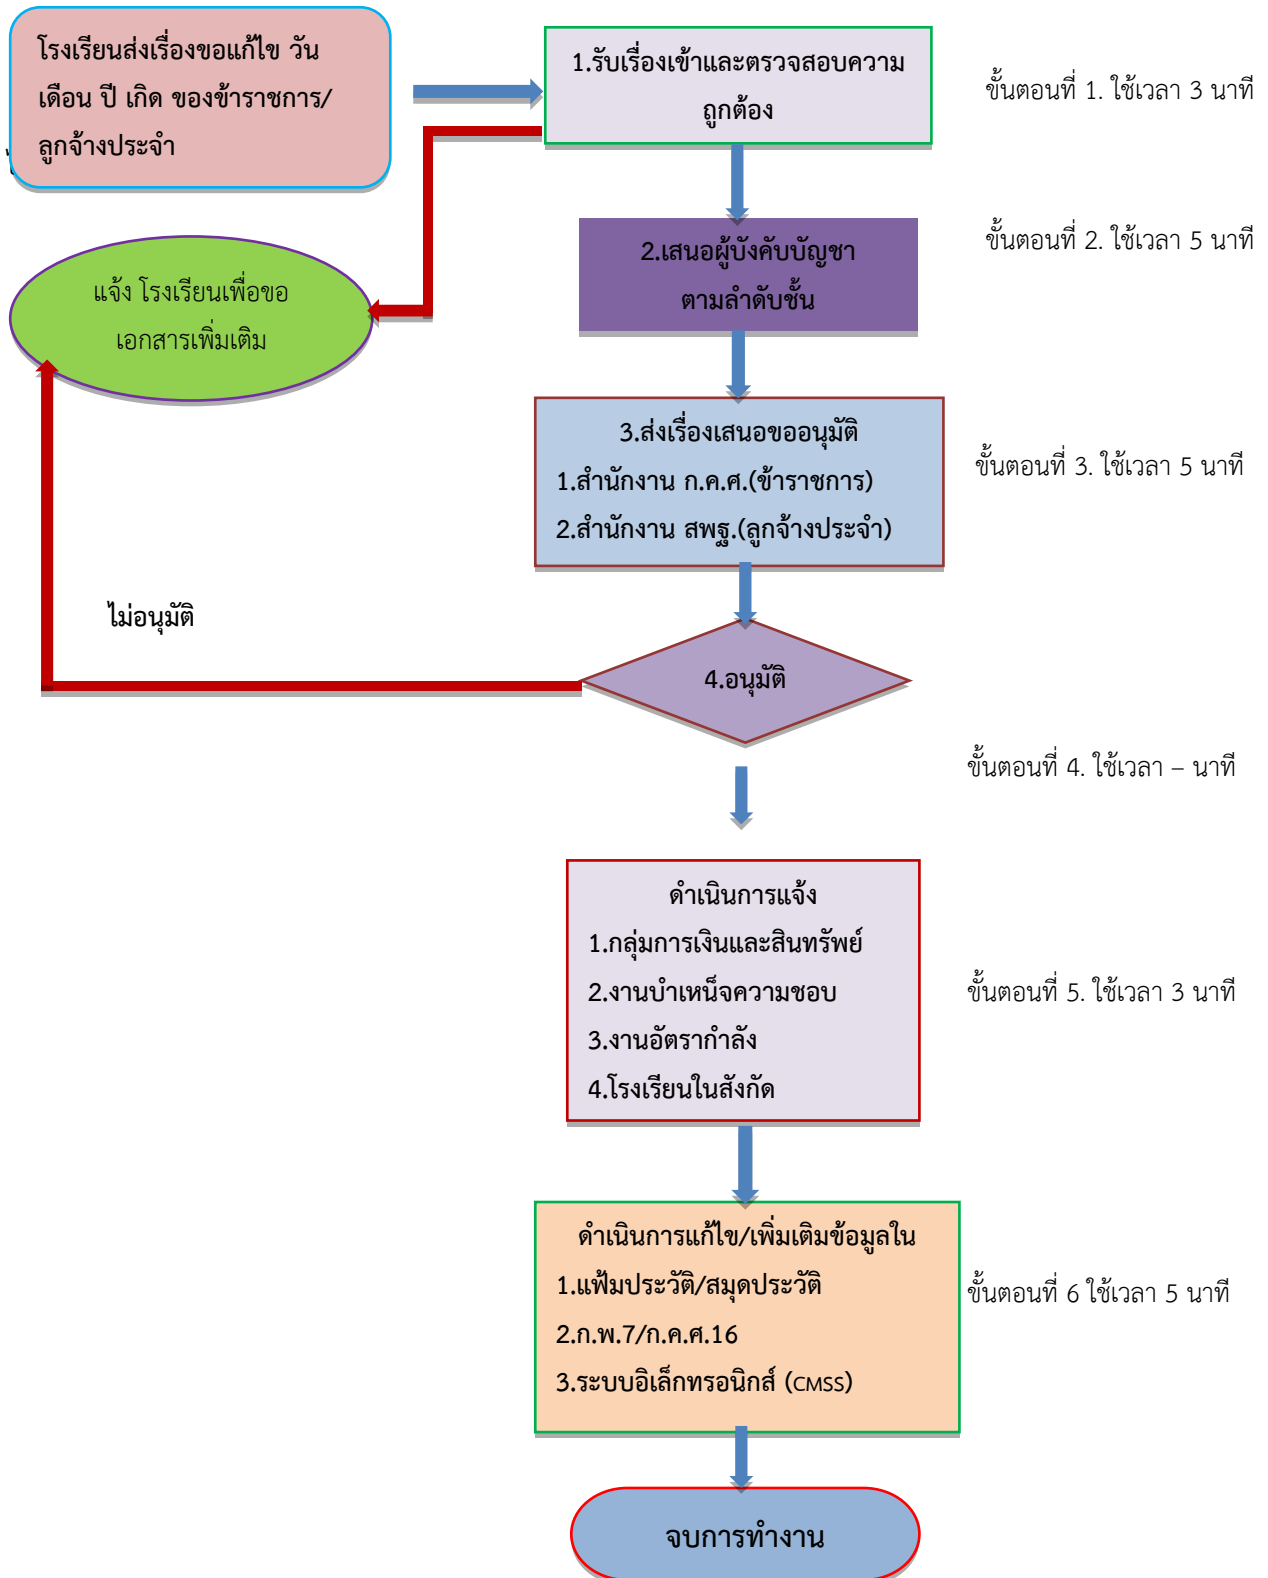 โรงเรียนส่งเรื่องขอแก้ไข วัน
เดือน ปี เกิด ของข้าราชการ/
ลูกจ้างประจำ
1.รับเรื่องเข้าและตรวจสอบความ
ถูกต้อง
ขั้นตอนที่ 1. ใช้เวลา 3 นาที
2.เสนอผู้บังคับบัญชา
ตามลำดับชั้น
ขั้นตอนที่ 2. ใช้เวลา 5 นาที
แจ้ง โรงเรียนเพื่อขอ
เอกสารเพิ่มเติม
3.ส่งเรื่องเสนอขออนุมัติ
1.สำนักงาน ก.ค.ศ.(ข้าราชการ)
2.สำนักงาน สพฐ.(ลูกจ้างประจำ)
ขั้นตอนที่ 3. ใช้เวลา 5 นาที
ไม่อนุมัติ
4.อนุมัติ
ขั้นตอนที่ 4. ใช้เวลา – นาที
ดำเนินการแจ้ง
1.กลุ่มการเงินและสินทรัพย์
2.งานบำเหน็จความชอบ
3.งานอัตรากำลัง
4.โรงเรียนในสังกัด
ขั้นตอนที่ 5. ใช้เวลา 3 นาที
ดำเนินการแก้ไข/เพิ่มเติมข้อมูลใน
1.แฟ้มประวัติ/สมุดประวัติ
2.ก.พ.7/ก.ค.ศ.16
3.ระบบอิเล็กทรอนิกส์ (CMSS)
ขั้นตอนที่ 6 ใช้เวลา 5 นาที
จบการทำงาน